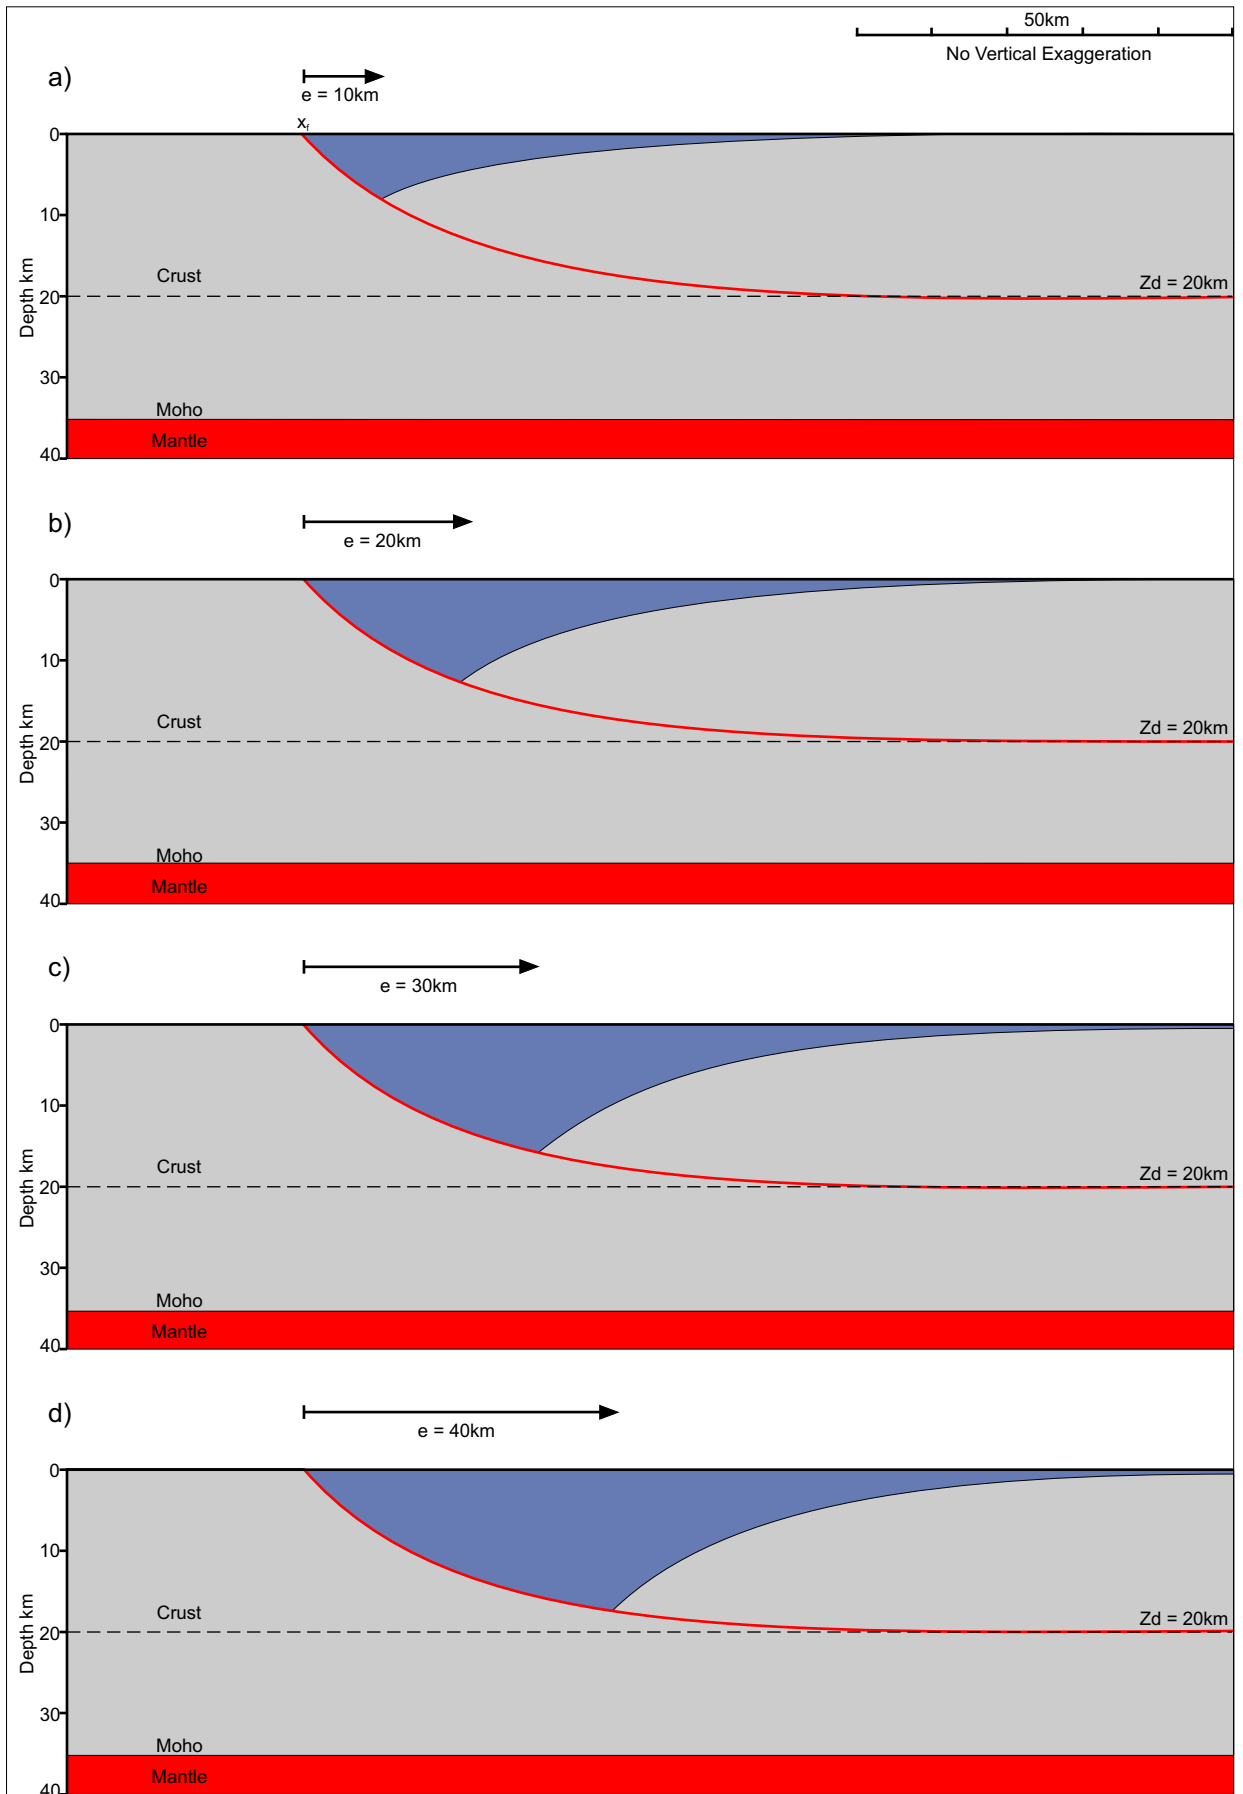 50km
No Vertical Exaggeration
a)
e = 10km
xf
0
10
Crust
Zd = 20km
20
Depth km
30
Moho
Mantle
40
b)
e = 20km
0
10
Crust
Zd = 20km
20
Depth km
30
Moho
Mantle
40
c)
e = 30km
0
10
Crust
Zd = 20km
20
Depth km
30
Moho
Mantle
40
d)
e = 40km
0
10
Crust
Zd = 20km
20
Depth km
30
Moho
Mantle
40